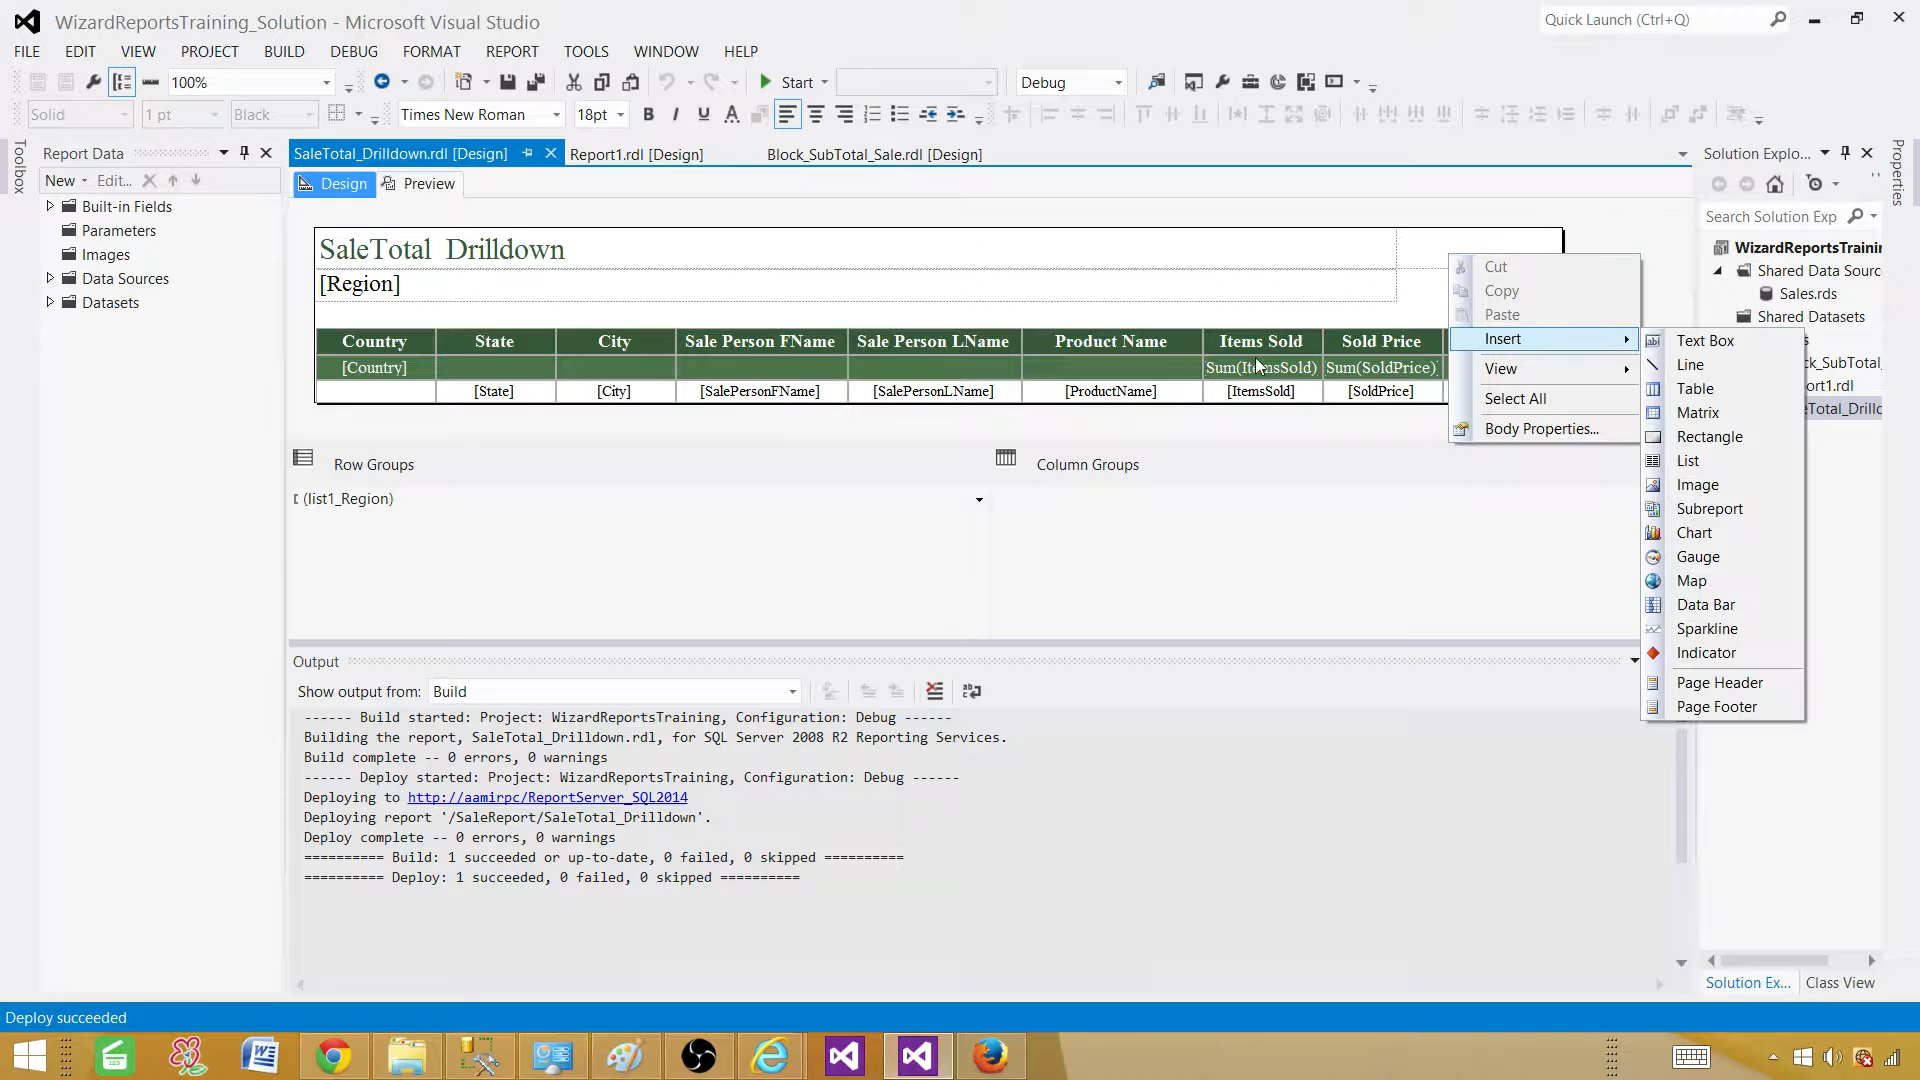 WizardReportsTraining_Solution - Microsoft Visual Studio
Quick Launch (Ctrl+Q)
FILE EDIT VIEW PROJECT BUILD DEBUG FORMAT REPORT TOOLS WINDOW HELP
100% Start Debug
Solid 1 pt Black Times New Roman 18pt B I U A
Toolbox
Report Data
SaleTotal_Drilldown.rdl [Design] Report1.rdl [Design] Block_SubTotal_Sale.rdl [Design]
Solution Explo...
Properties
New Edit...
Design Preview
Built-in Fields
Parameters
Images
Data Sources
Datasets
Search Solution Exp
WizardReportsTrainin
Shared Data Sourc
Sales.rds
Shared Datasets
ck_SubTotal_
ort1.rdl
eTotal_Drillc
SaleTotal Drilldown
[Region]
Country State City Sale Person FName Sale Person LName Product Name Items Sold Sold Price
[Country] Sum(ItemsSold) Sum(SoldPrice)
[State] [City] [SalePersonFName] [SalePersonLName] [ProductName] [ItemsSold] [SoldPrice]
Cut
Copy
Paste
Insert
View
Select All
Body Properties...
Text Box
Line
Table
Matrix
Rectangle
List
Image
Subreport
Chart
Gauge
Map
Data Bar
Sparkline
Indicator
Page Header
Page Footer
Row Groups Column Groups
(list1_Region)
Output
Show output from: Build
------ Build started: Project: WizardReportsTraining, Configuration: Debug ------
Building the report, SaleTotal_Drilldown.rdl, for SQL Server 2008 R2 Reporting Services.
Build complete -- 0 errors, 0 warnings
------ Deploy started: Project: WizardReportsTraining, Configuration: Debug ------
Deploying to http://aamirpc/ReportServer_SQL2014
Deploying report '/SaleReport/SaleTotal_Drilldown'.
Deploy complete -- 0 errors, 0 warnings
========== Build: 1 succeeded or up-to-date, 0 failed, 0 skipped ==========
========== Deploy: 1 succeeded, 0 failed, 0 skipped ==========
Solution Ex... Class View
Deploy succeeded